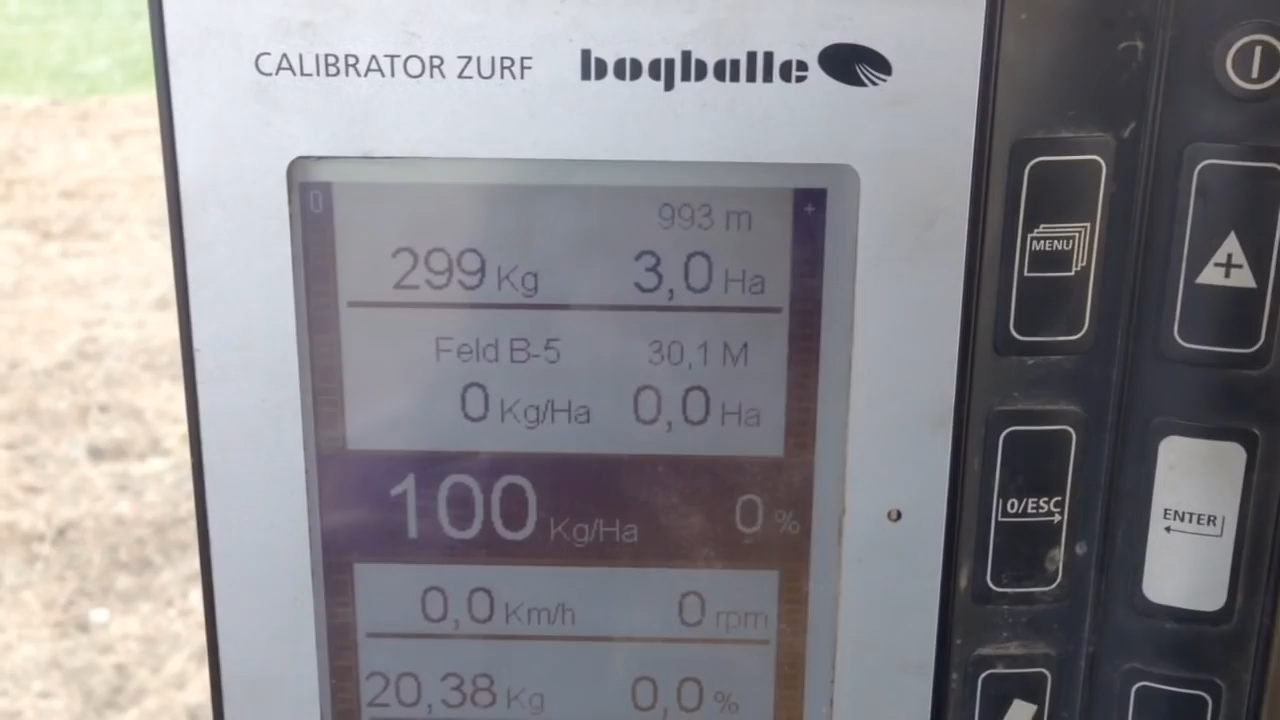 CALIBRATOR ZURF bogballe
0 993 m +
299 Kg 3,0 Ha
Feld B-5 30,1 M
0 Kg/Ha 0,0 Ha
100 Kg/Ha 0 %
0,0 Km/h 0 rpm
20,38 Kg 0,0 %
MENU
+
0/ESC
ENTER